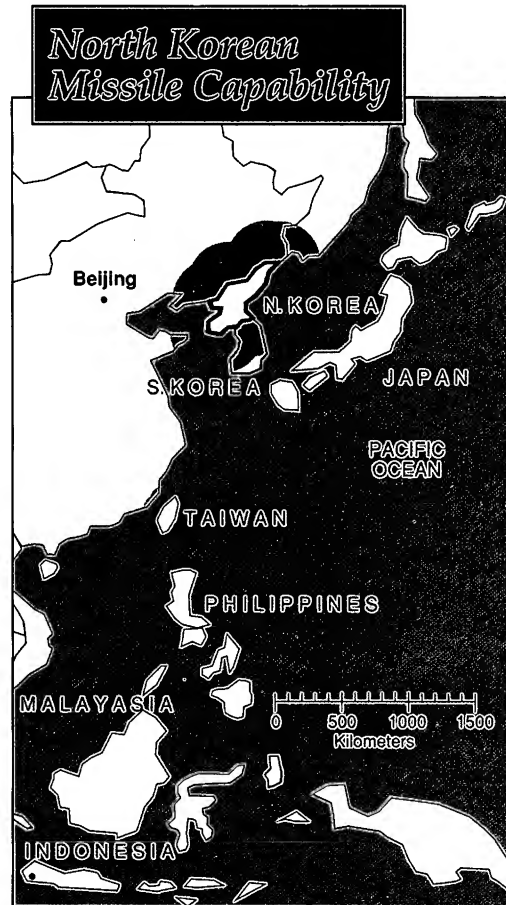 North Korean
Missile Capability
Beijing
N. KOREA
S. KOREA
JAPAN
PACIFIC
OCEAN
TAIWAN
PHILIPPINES
MALAYASIA
0 500 1000 1500
Kilometers
INDONESIA